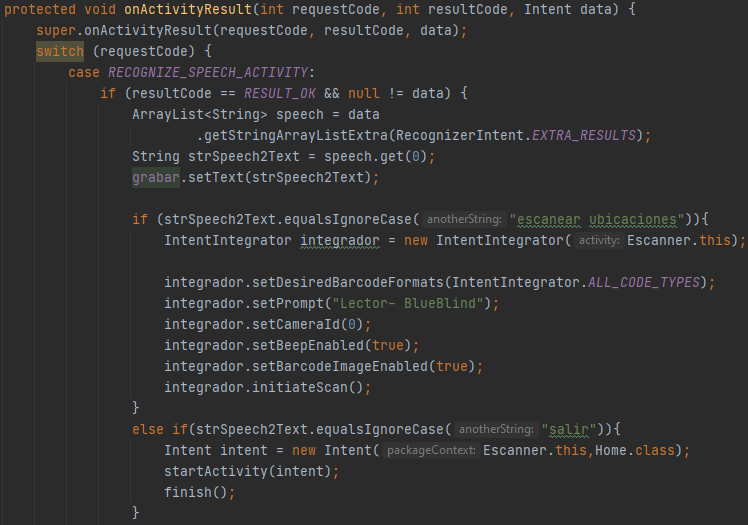 protected void onActivityResult(int requestCode, int resultCode, Intent data) {
super.onActivityResult(requestCode, resultCode, data);
switch (requestCode) {
case RECOGNIZE_SPEECH_ACTIVITY:
if (resultCode == RESULT_OK && null != data) {
ArrayList<String> speech = data
.getStringArrayListExtra(RecognizerIntent.EXTRA_RESULTS);
String strSpeech2Text = speech.get(0);
grabar.setText(strSpeech2Text);
if (strSpeech2Text.equalsIgnoreCase( anotherString: "escanear ubicaciones")){
IntentIntegrator integrador = new IntentIntegrator( activity: Escanner.this);
integrador.setDesiredBarcodeFormats(IntentIntegrator.ALL_CODE_TYPES);
integrador.setPrompt("Lector- BlueBlind");
integrador.setCameraId(0);
integrador.setBeepEnabled(true);
integrador.setBarcodeImageEnabled(true);
integrador.initiateScan();
}
else if(strSpeech2Text.equalsIgnoreCase( anotherString: "salir")){
Intent intent = new Intent( packageContext: Escanner.this,Home.class);
startActivity(intent);
finish();
}